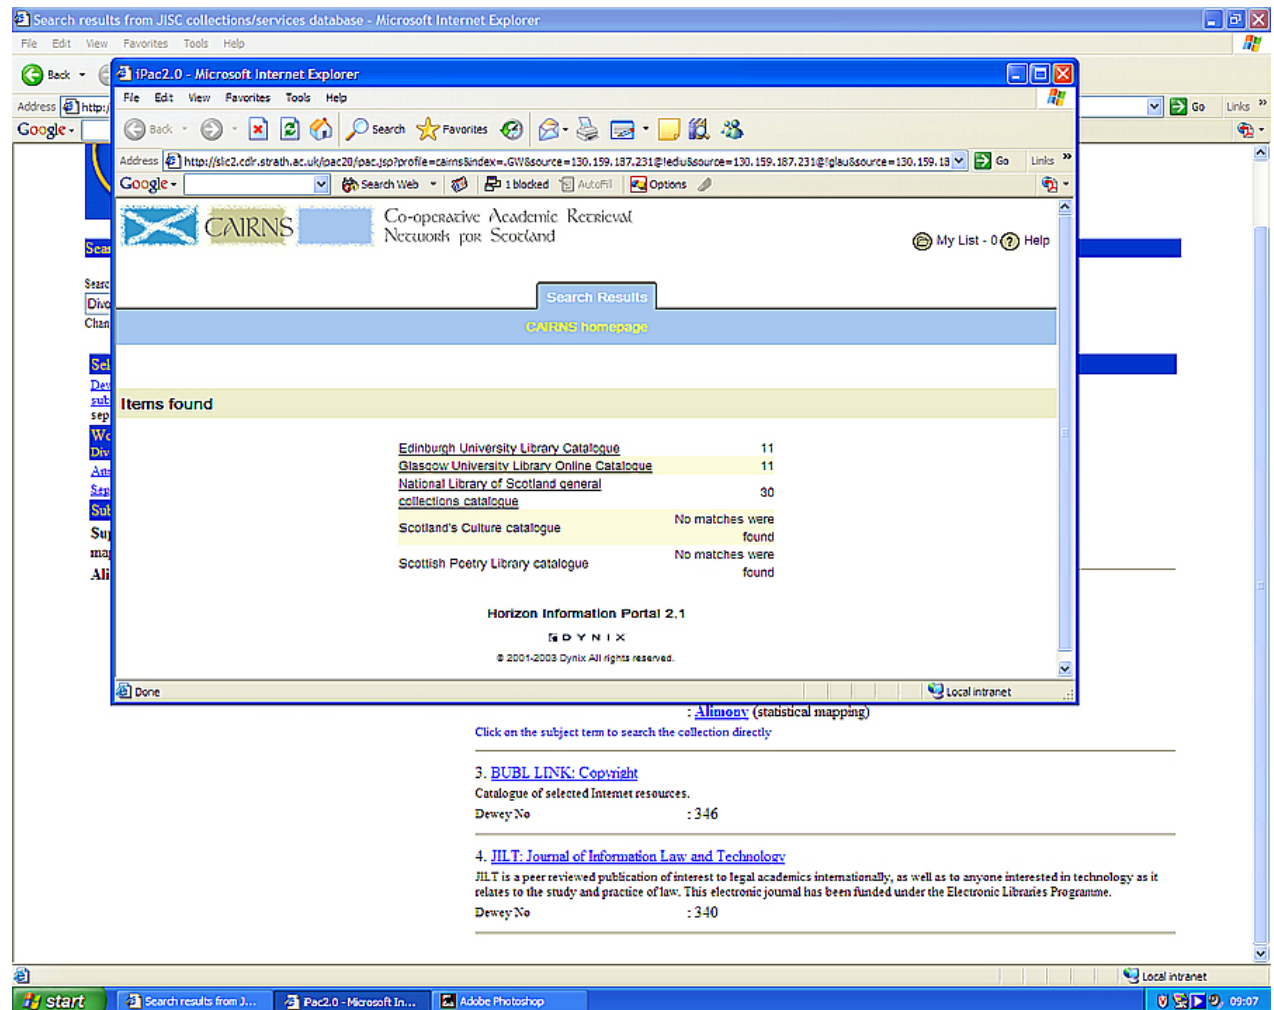 Search results from JISC collections/services database - Microsoft Internet Explorer
File Edit View Favorites Tools Help
Back
Address http:/
Go Links »
Google
iPac2.0 - Microsoft Internet Explorer
File Edit View Favorites Tools Help
Back Search Favorites
Address http://slic2.cdlr.strath.ac.uk/ipac20/ipac.jsp?profile=cairns&index=.GW&source=130.159.187.231@!ediu&source=130.159.187.231@!glau&source=130.159.18 Go Links »
Google Search Web 1 blocked AutoFill Options
CAIRNS
Co-operative Academic Retrieval
Network for Scotland
My List - 0 ? Help
Search Results
CAIRNS homepage
Items found
Edinburgh University Library Catalogue 11
Glasgow University Library Online Catalogue 11
National Library of Scotland general
collections catalogue 30
Scotland's Culture catalogue No matches were
found
Scottish Poetry Library catalogue No matches were
found
Horizon Information Portal 2.1
DYNIX
© 2001-2003 Dynix All rights reserved.
Done Local intranet
: Alimony (statistical mapping)
Click on the subject term to search the collection directly
3. BUBL LINK: Copyright
Catalogue of selected Internet resources.
Dewey No : 346
4. JILT: Journal of Information Law and Technology
JILT is a peer reviewed publication of interest to legal academics internationally, as well as to anyone interested in technology as it
relates to the study and practice of law. This electronic journal has been funded under the Electronic Libraries Programme.
Dewey No : 340
Local intranet
start Search results from J... iPac2.0 - Microsoft In... Adobe Photoshop 09:07